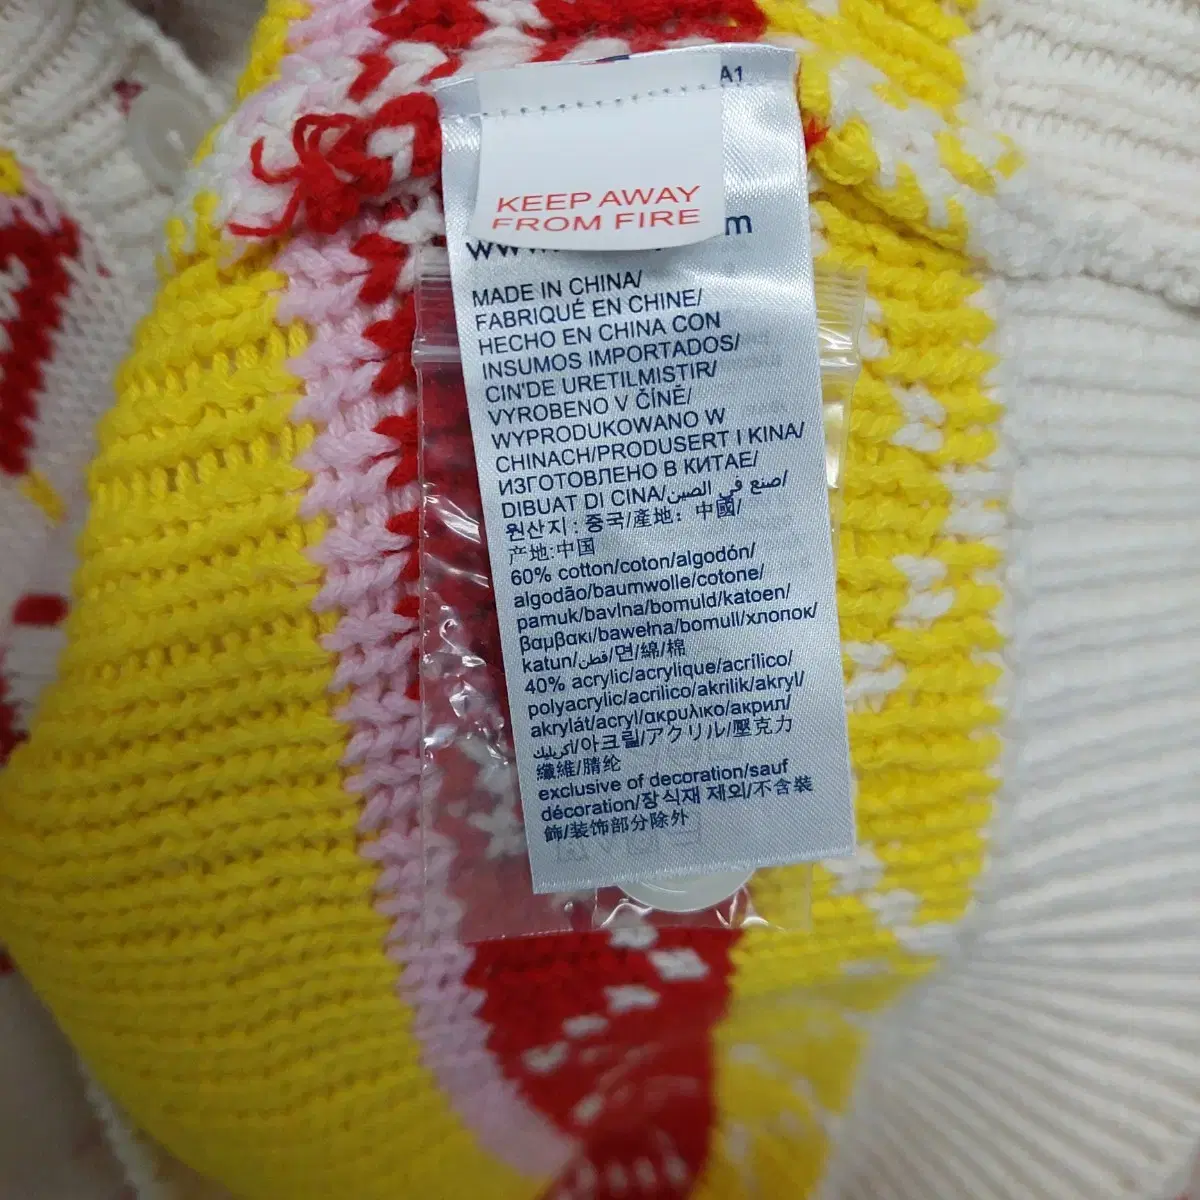 A1
KEEP AWAY
FROM FIRE
MADE IN CHINA/
FABRIQUÉ EN CHINE/
HECHO EN CHINA CON
INSUMOS IMPORTADOS/
CIN'DE URETILMISTIR/
VYROBENO V ČÍNĚ/
WYPRODUKOWANO W
CHINACH/PRODUSERT I KINA/
ИЗГОТОВЛЕНО В КИТАЕ/
DIBUAT DI CINA/صنع في الصين/
원산지 : 중국/產地: 中國/
产地:中国
60% cotton/coton/algodón/
algodão/baumwolle/cotone/
pamuk/bavlna/bomuld/katoen/
βαμβακι/bawełna/bomull/хлопок/
katun/قطن/면/綿/棉
40% acrylic/acrylique/acrílico/
polyacrylic/acrilico/akrilik/akryl/
akrylát/acryl/ακρυλικο/акрил/
اكريليك/아크릴/アクリル/壓克力
纖維/腈纶
exclusive of decoration/sauf
décoration/장식재 제외/不含裝
飾/装饰部分除外